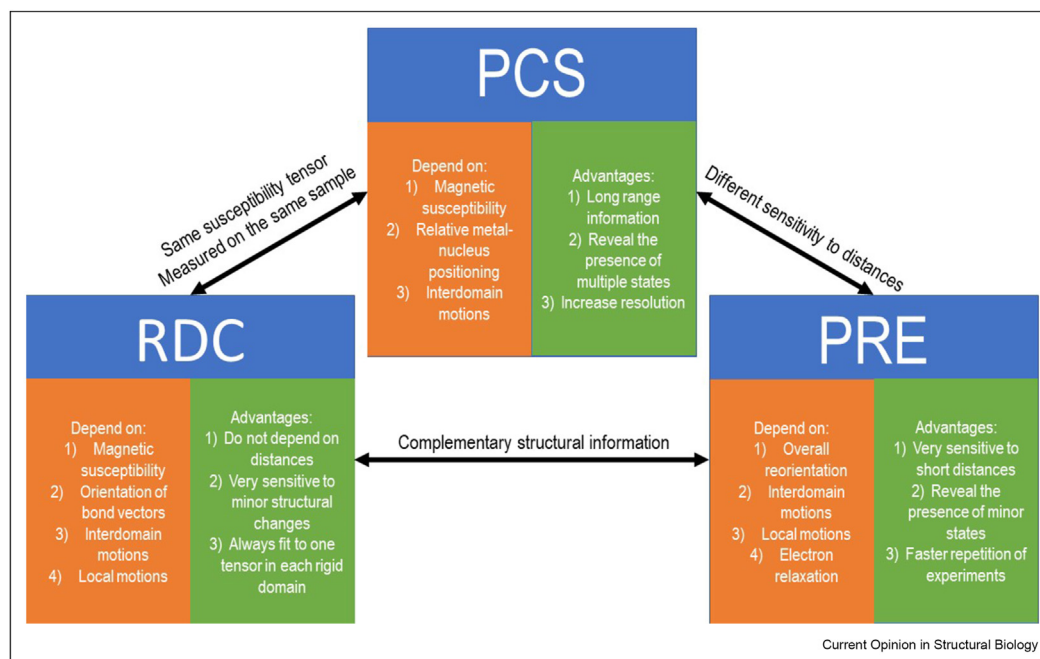 PCS
Depend on:
1) Magnetic
susceptibility
2) Relative metal-
nucleus
positioning
3) Interdomain
motions
Advantages:
1) Long range
information
2) Reveal the
presence of
multiple states
3) Increase resolution
Same susceptibility tensor
Measured on the same sample
Different sensitivity to distances
RDC
Depend on:
1) Magnetic
susceptibility
2) Orientation of
bond vectors
3) Interdomain
motions
4) Local motions
Advantages:
1) Do not depend on
distances
2) Very sensitive to
minor structural
changes
3) Always fit to one
tensor in each rigid
domain
Complementary structural information
PRE
Depend on:
1) Overall
reorientation
2) Interdomain
motions
3) Local motions
4) Electron
relaxation
Advantages:
1) Very sensitive to
short distances
2) Reveal the
presence of minor
states
3) Faster repetition of
experiments
Current Opinion in Structural Biology